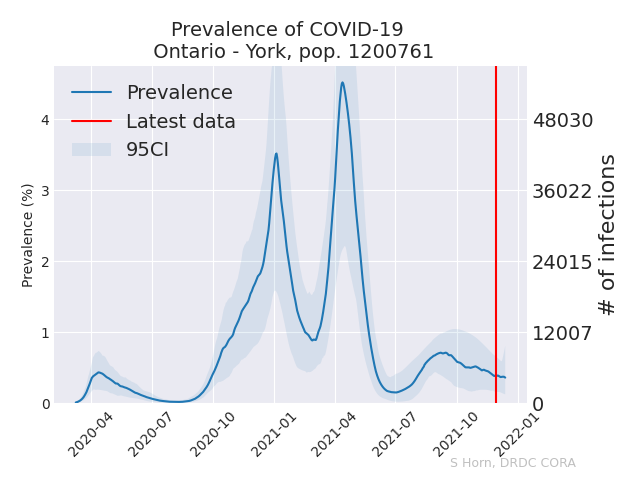 Prevalence of COVID-19
Ontario - York, pop. 1200761
Prevalence
Latest data
95CI
Prevalence (%)
4
3
2
1
0
48030
36022
24015
12007
0
# of infections
2020-04
2020-07
2020-10
2021-01
2021-04
2021-07
2021-10
2022-01
S Horn, DRDC CORA